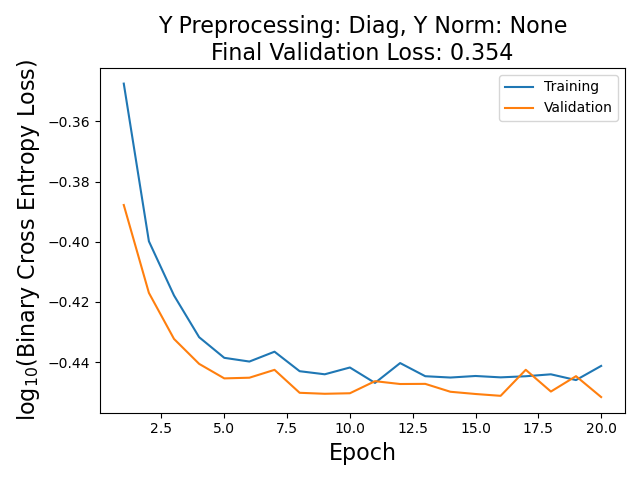 Y Preprocessing: Diag, Y Norm: None
Final Validation Loss: 0.354
Training
Validation
log₁₀(Binary Cross Entropy Loss)
−0.36
−0.38
−0.40
−0.42
−0.44
2.5 5.0 7.5 10.0 12.5 15.0 17.5 20.0
Epoch